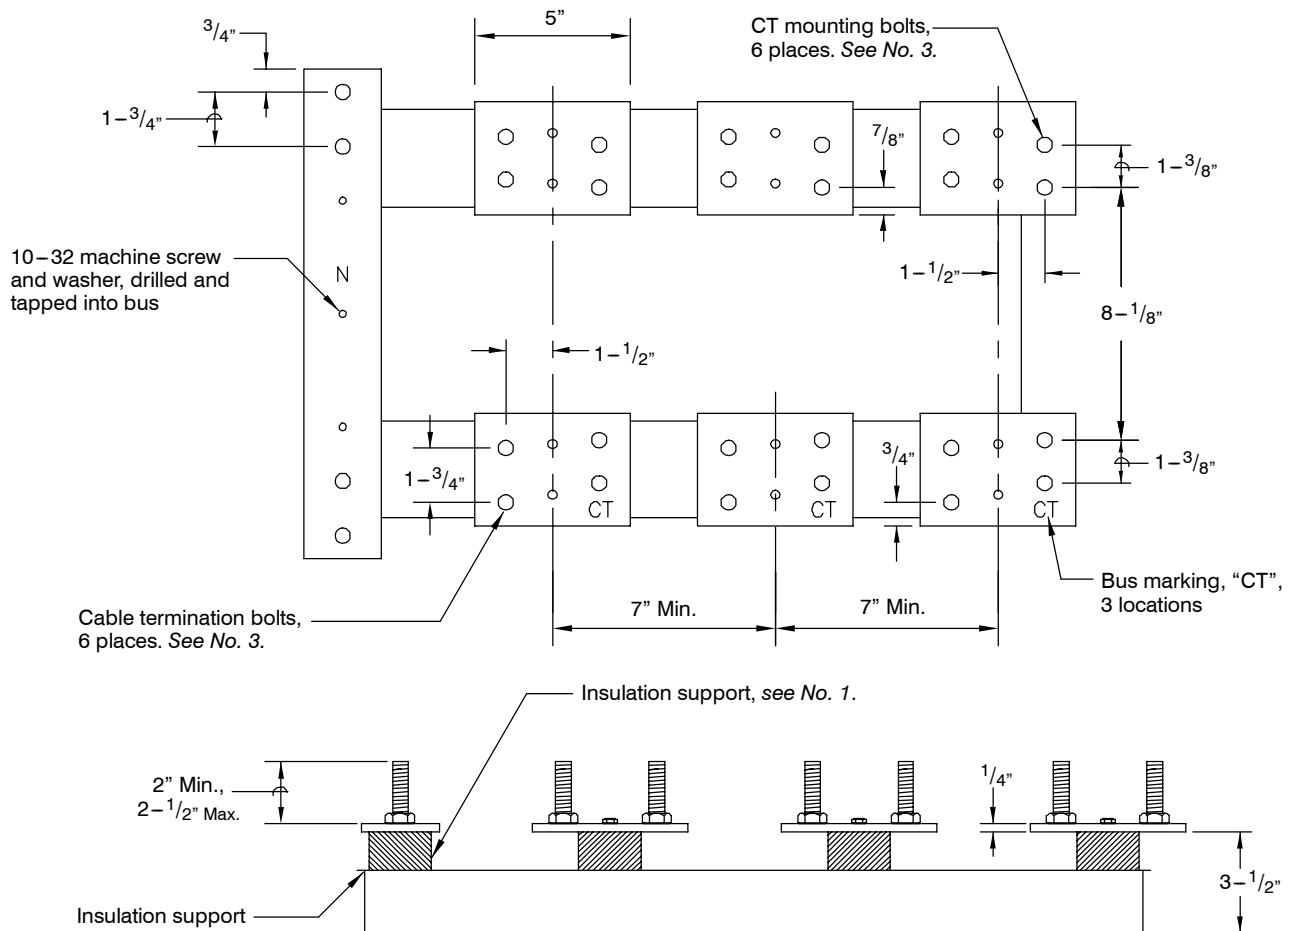 3/4”
5”
CT mounting bolts,
6 places. See No. 3.
1–3/4”
7/8”
1–3/8”
10–32 machine screw
and washer, drilled and
tapped into bus
N
1–1/2”
8–1/8”
1–1/2”
3/4”
1–3/4”
1–3/8”
CT
CT
CT
Cable termination bolts,
6 places. See No. 3.
7” Min.
7” Min.
Bus marking, “CT”,
3 locations
Insulation support, see No. 1.
2” Min.,
2–1/2” Max.
1/4”
3–1/2”
Insulation support